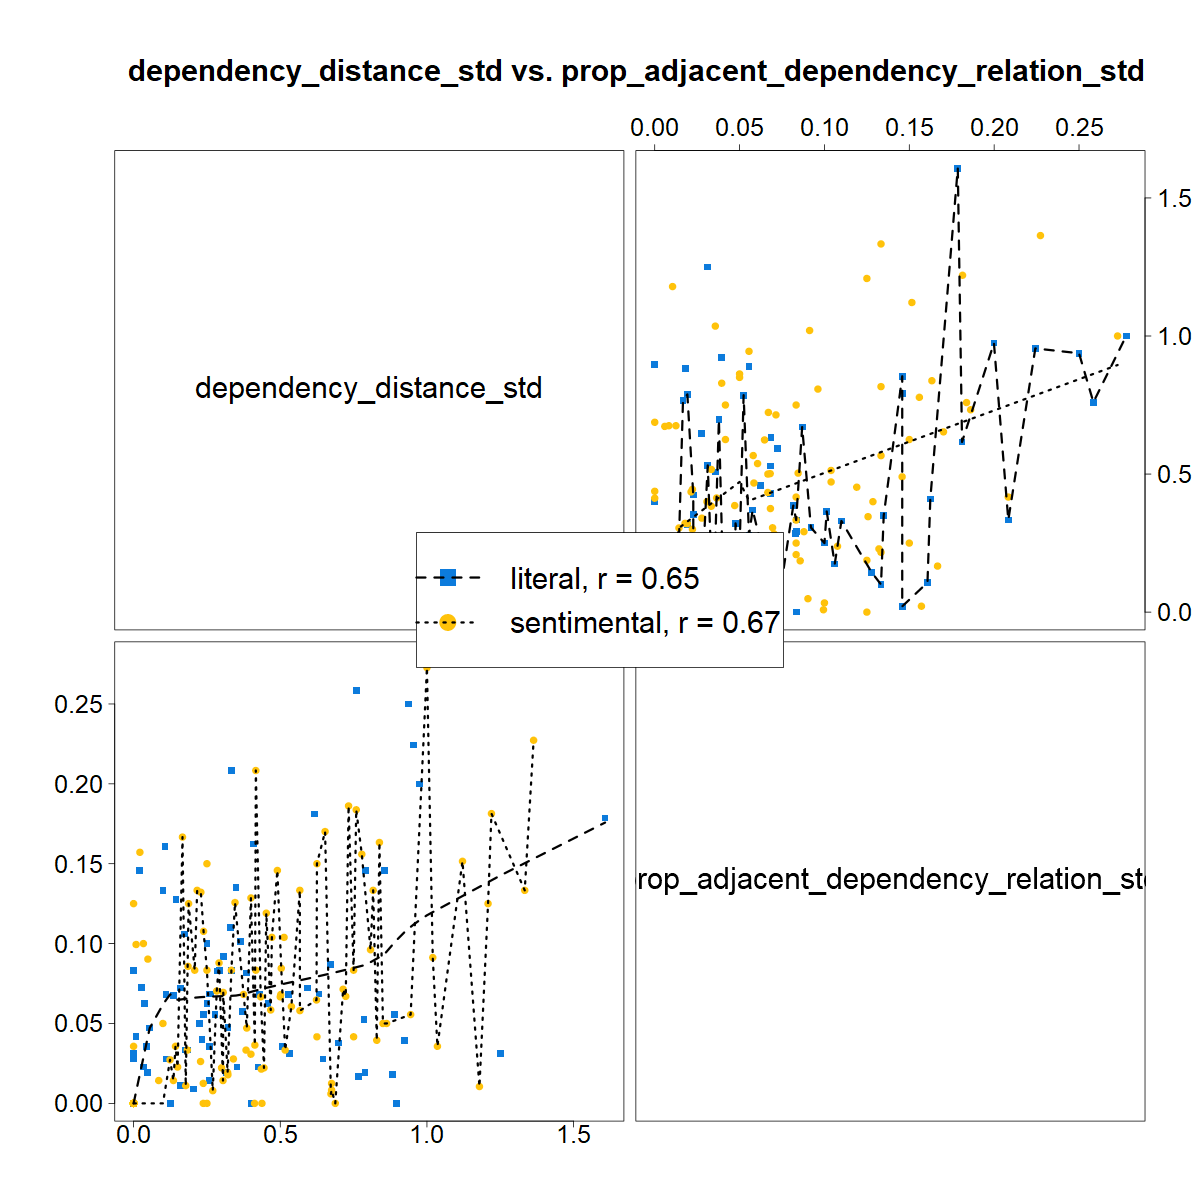 dependency_distance_std vs. prop_adjacent_dependency_relation_std
0.00 0.05 0.10 0.15 0.20 0.25
dependency_distance_std
1.5
1.0
0.5
0.0
literal, r = 0.65
sentimental, r = 0.67
0.25
0.20
0.15
0.10
0.05
0.00
prop_adjacent_dependency_relation_std
0.0 0.5 1.0 1.5